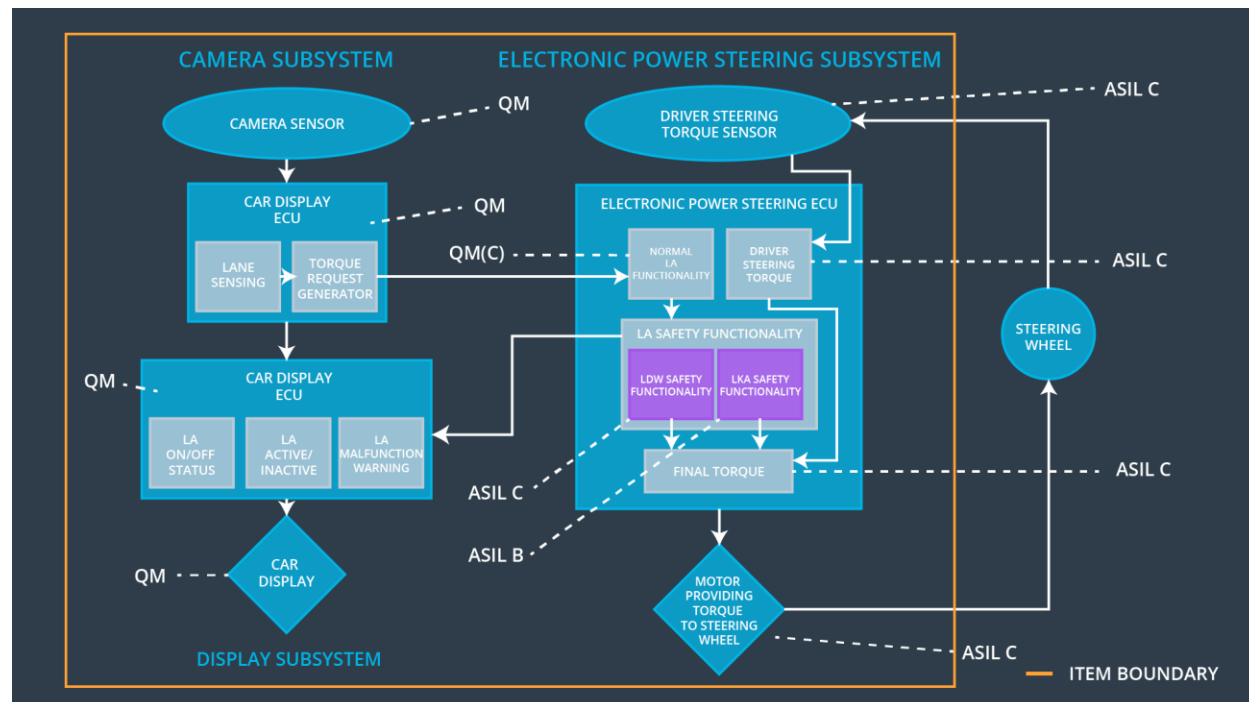 CAMERA SUBSYSTEM
ELECTRONIC POWER STEERING SUBSYSTEM
CAMERA SENSOR
QM
DRIVER STEERING
TORQUE SENSOR
ASIL C
CAR DISPLAY
ECU
QM
LANE
SENSING
TORQUE
REQUEST
GENERATOR
ELECTRONIC POWER STEERING ECU
QM(C)
NORMAL
LA
FUNCTIONALITY
DRIVER
STEERING
TORQUE
ASIL C
LA SAFETY FUNCTIONALITY
LDW SAFETY
FUNCTIONALITY
LKA SAFETY
FUNCTIONALITY
STEERING
WHEEL
CAR DISPLAY
ECU
QM
LA
ON/OFF
STATUS
LA
ACTIVE/
INACTIVE
LA
MALFUNCTION
WARNING
FINAL TORQUE
ASIL C
ASIL C
ASIL B
CAR
DISPLAY
QM
MOTOR
PROVIDING
TORQUE
TO STEERING
WHEEL
ASIL C
DISPLAY SUBSYSTEM
ITEM BOUNDARY